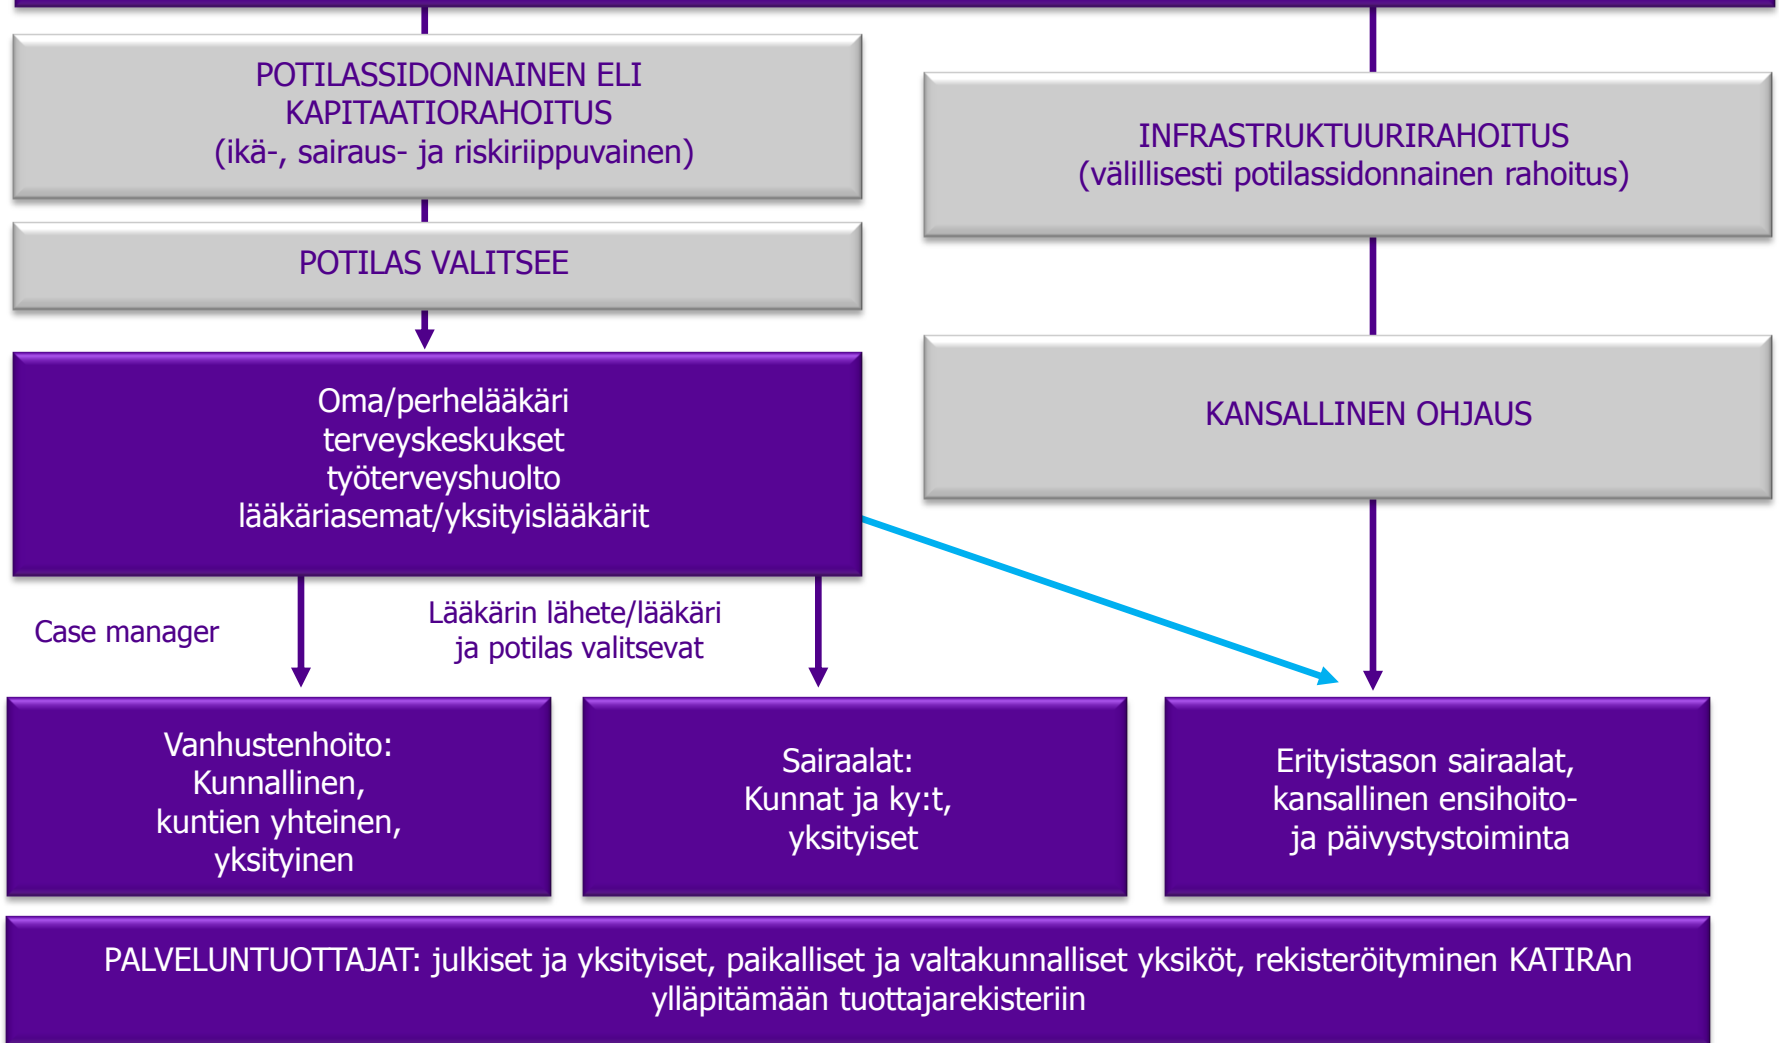 POTILASSIDONNAINEN ELI
KAPITAATIORAHOITUS
(ikä-, sairaus- ja riskiriippuvainen)
INFRASTRUKTUURIRAHOITUS
(välillisesti potilassidonnainen rahoitus)
POTILAS VALITSEE
Oma/perhelääkäri
terveyskeskukset
työterveyshuolto
lääkäriasemat/yksityislääkärit
KANSALLINEN OHJAUS
Case manager
Lääkärin lähete/lääkäri
ja potilas valitsevat
Vanhustenhoito:
Kunnallinen,
kuntien yhteinen,
yksityinen
Sairaalat:
Kunnat ja ky:t,
yksityiset
Erityistason sairaalat,
kansallinen ensihoito-
ja päivystystoiminta
PALVELUNTUOTTAJAT: julkiset ja yksityiset, paikalliset ja valtakunnalliset yksiköt, rekisteröityminen KATIRAn
ylläpitämään tuottajarekisteriin